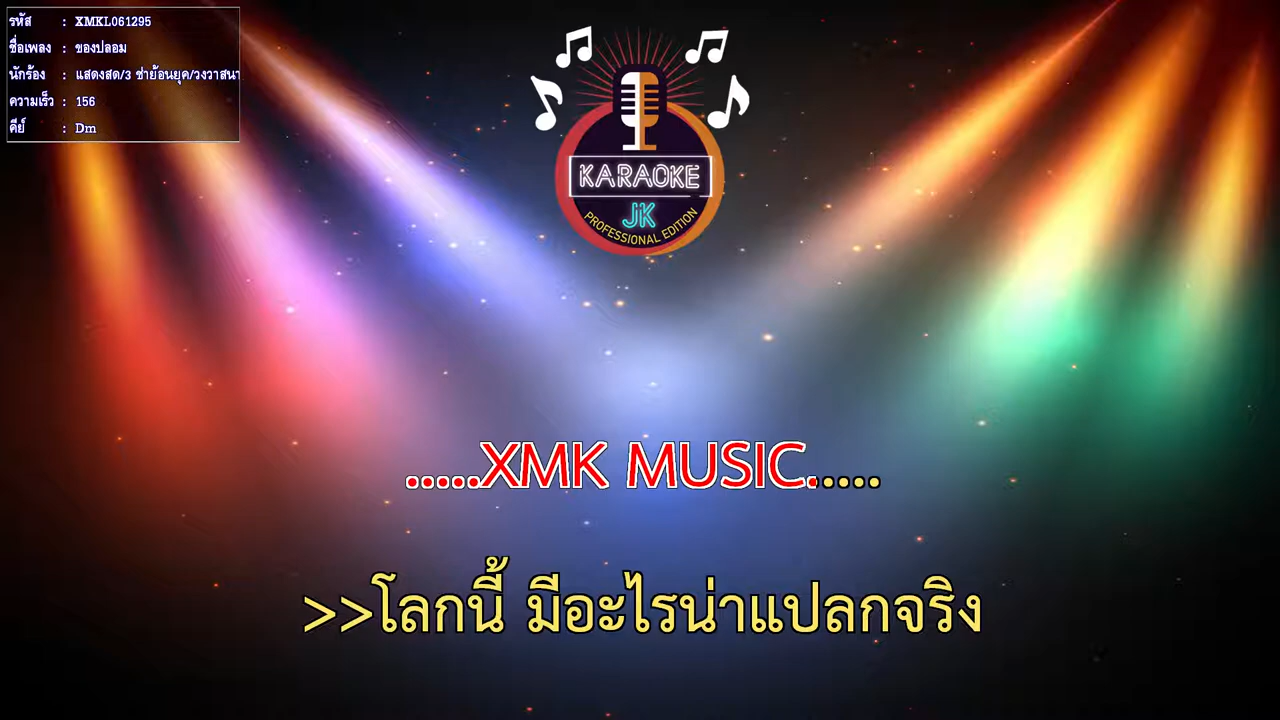 รหัส : XMKL061295
ชื่อเพลง : ของปลอม
นักร้อง : แสดงสด/3 ช่าย้อนยุค/วงวาสนา
ความเร็ว : 156
คีย์ : Dm
KARAOKE
JK
PROFESSIONAL EDITION
.....XMK MUSIC.....
>>โลกนี้ มีอะไรน่าแปลกจริง